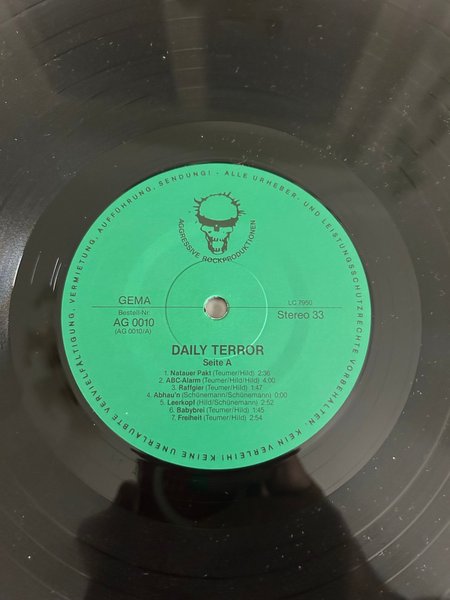 KEINE UNERLAUBTE VERVIELFÄLTIGUNG, VERMIETUNG, AUFFÜHRUNG, SENDUNG! - ALLE URHEBER- UND LEISTUNGSSCHUTZRECHTE VORBEHALTEN. KEIN VERLEIH!
AGGRESSIVE ROCKPRODUKTIONEN
GEMA
Bestell-Nr.
AG 0010
(AG 0010/A)
LC 7950
Stereo 33
DAILY TERROR
Seite A
1. Natauer Pakt (Teumer/Hild) 2:36
2. ABC-Alarm (Teumer/Hild/Hild) 4:00
3. Raffgier (Teumer/Hild) 1:47
4. Abhau'n (Schünemann/Schünemann) 0:00
5. Leerkopf (Hild/Schünemann) 2:52
6. Babybrei (Teumer/Hild) 1:45
7. Freiheit (Teumer/Hild) 2:54